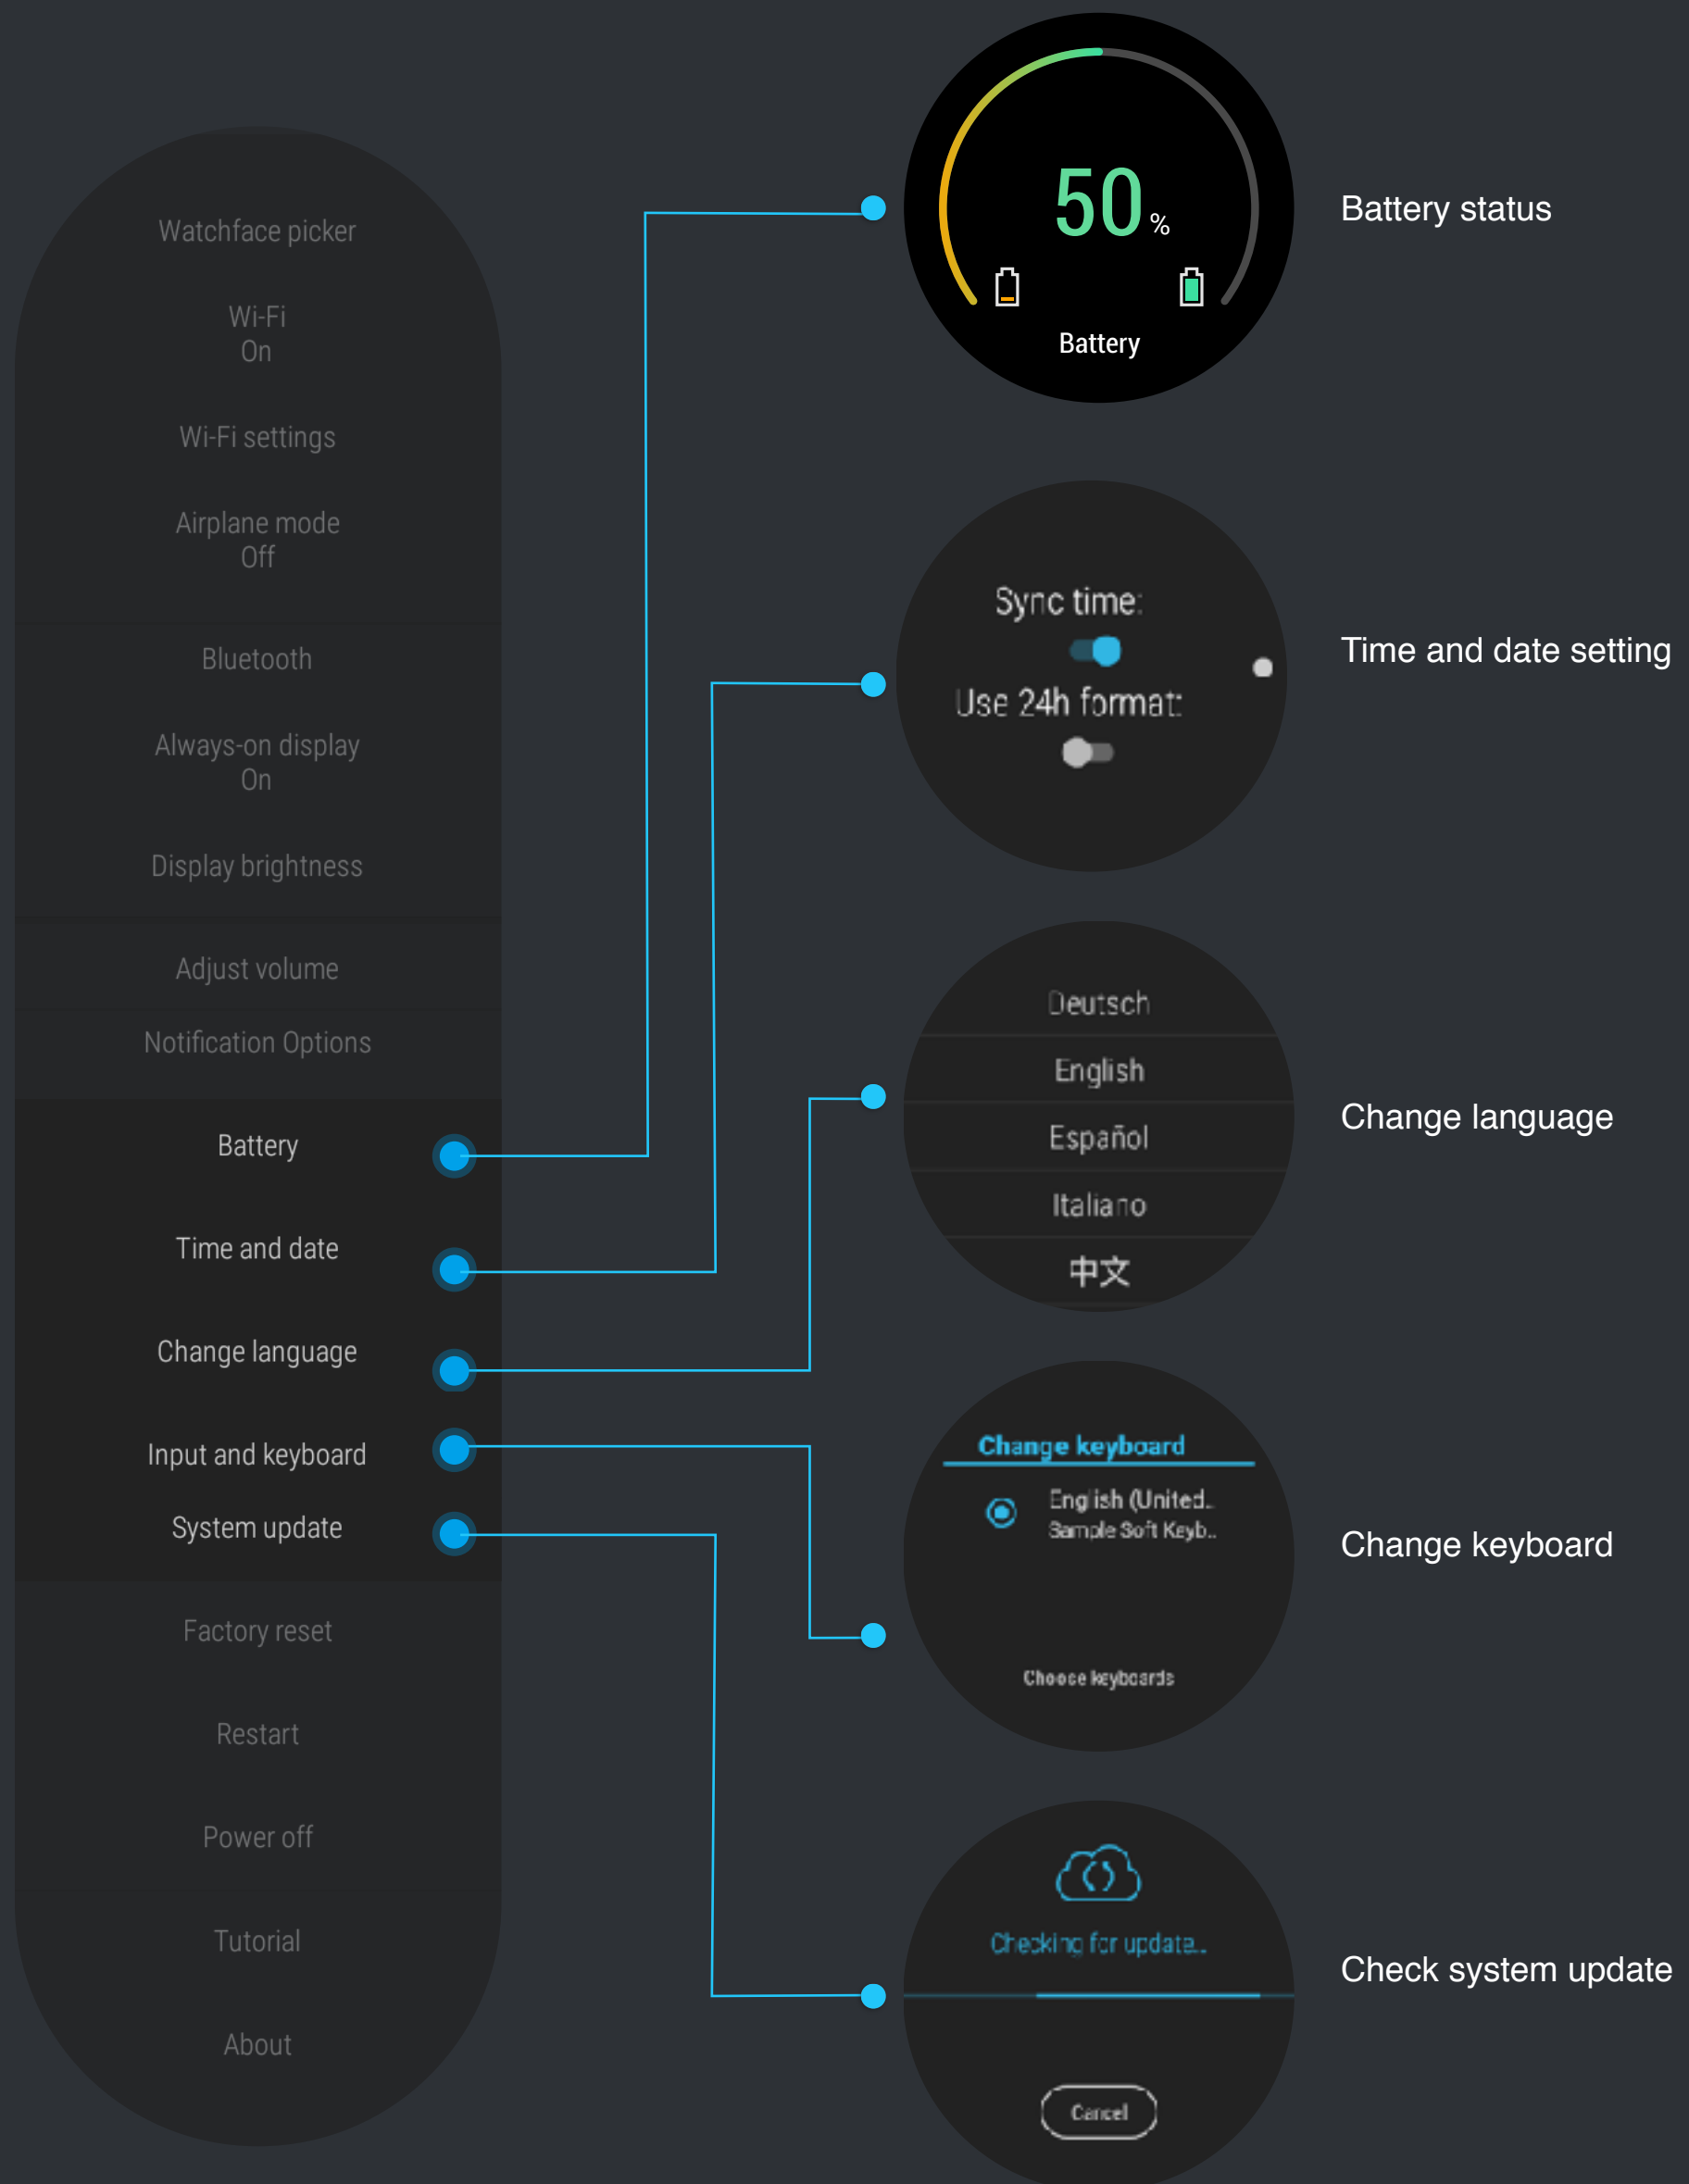 Watchface picker
Wi-Fi
On
Wi-Fi settings
Airplane mode
Off
Bluetooth
Always-on display
On
Display brightness
Adjust volume
Notification Options
Battery
Time and date
Change language
Input and keyboard
System update
Factory reset
Restart
Power off
Tutorial
About
50%
Battery
Battery status
Sync time:
Use 24h format:
Time and date setting
Deutsch
English
Español
Italiano
中文
Change language
Change keyboard
English (United...
Sample Soft Keyb...
Choose keyboards
Change keyboard
Checking for update...
Cancel
Check system update